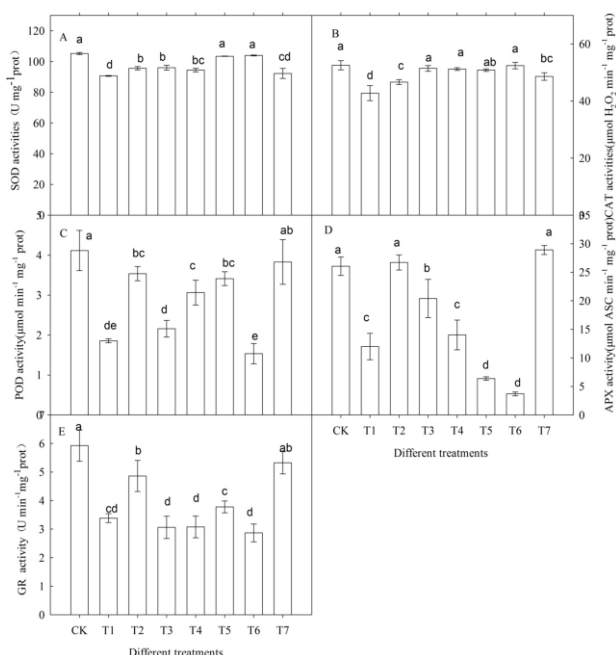 A
SOD activities (U mg⁻¹prot)
120
100
80
60
40
20
0
a
d
b
b
bc
a
a
cd
B
CAT activities(μmol H₂O₂ min⁻¹ mg⁻¹ prot)
60
40
20
0
a
d
c
a
a
ab
a
bc
C
POD activity(μmol min⁻¹ mg⁻¹ prot)
5
4
3
2
1
0
a
de
bc
d
c
bc
e
ab
D
APX activity(μmol ASC min⁻¹ mg⁻¹ prot)
35
30
25
20
15
10
5
0
a
c
a
b
c
d
d
a
CK T1 T2 T3 T4 T5 T6 T7
Different treatments
E
GR activity (U min⁻¹mg⁻¹prot)
7
6
5
4
3
2
1
0
a
cd
b
d
d
c
d
ab
CK T1 T2 T3 T4 T5 T6 T7
Different treatments